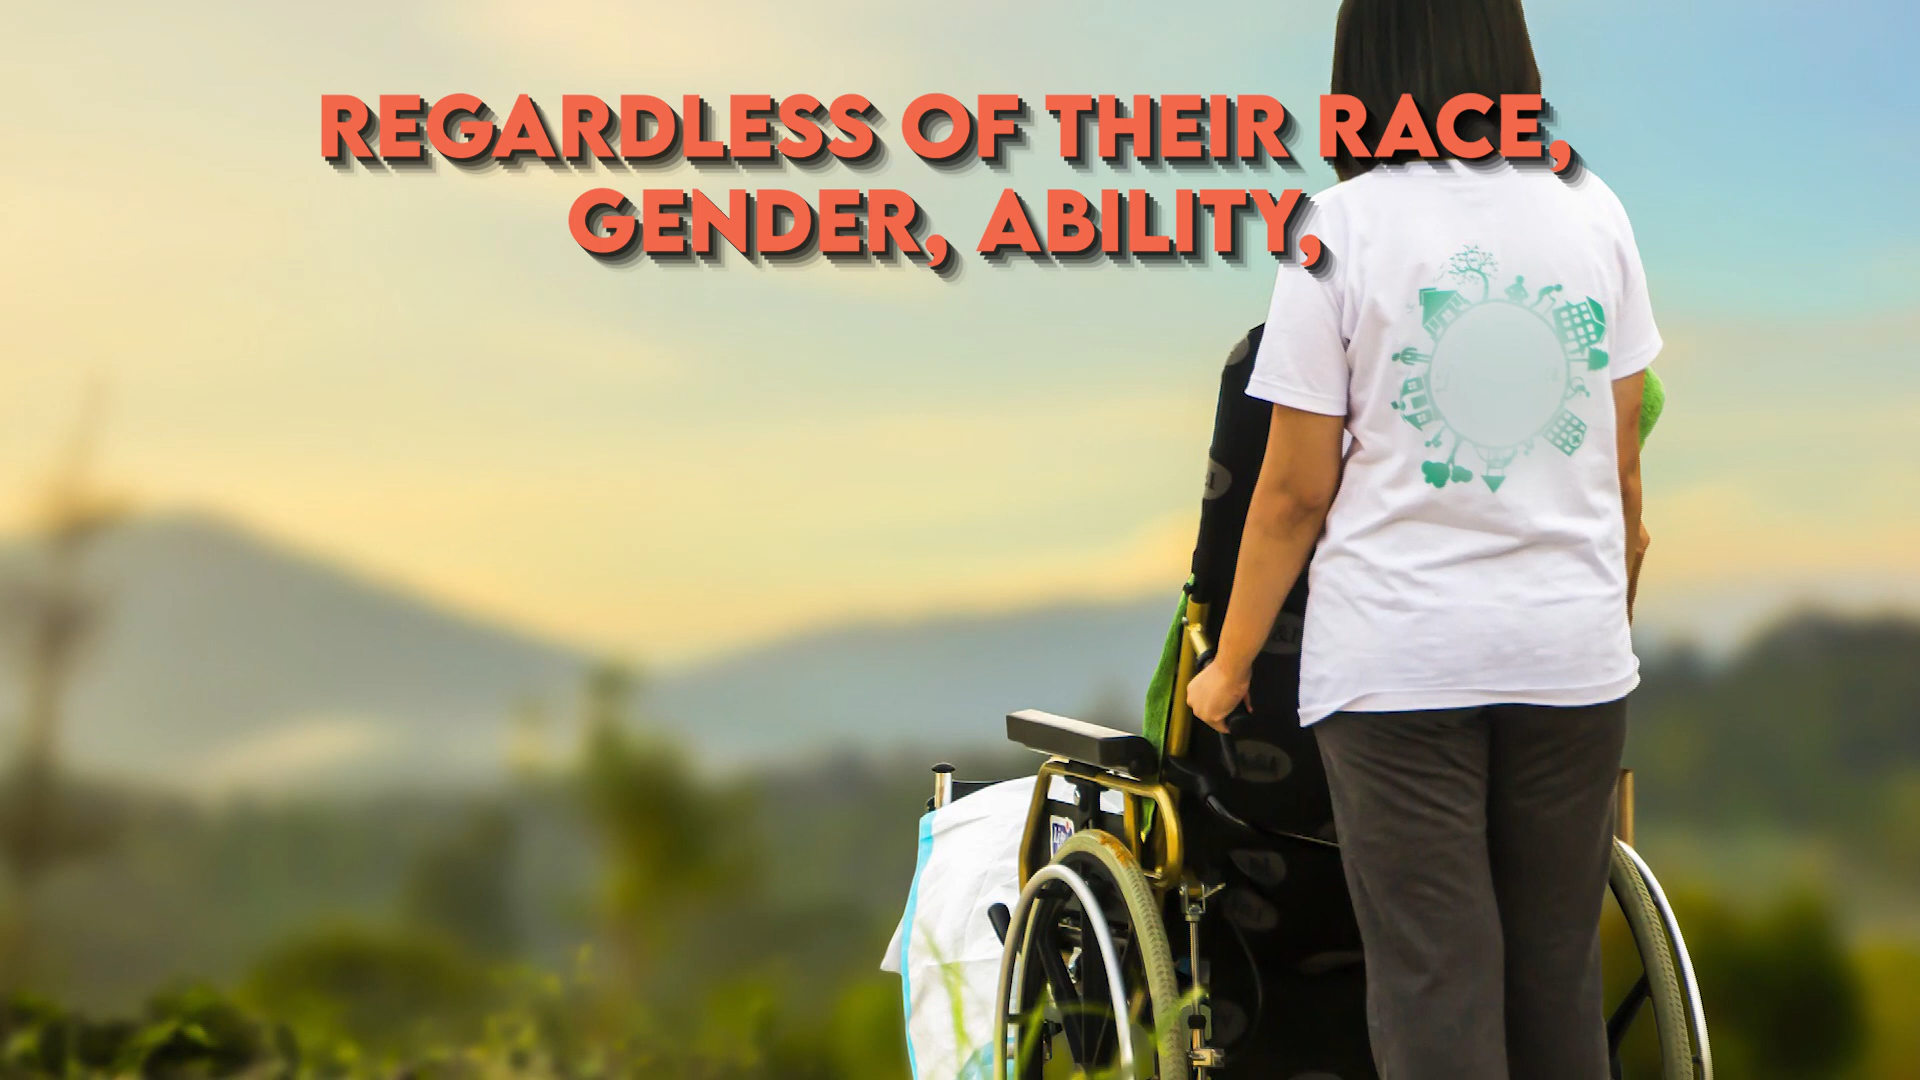 REGARDLESS OF THEIR RACE,
GENDER, ABILITY,